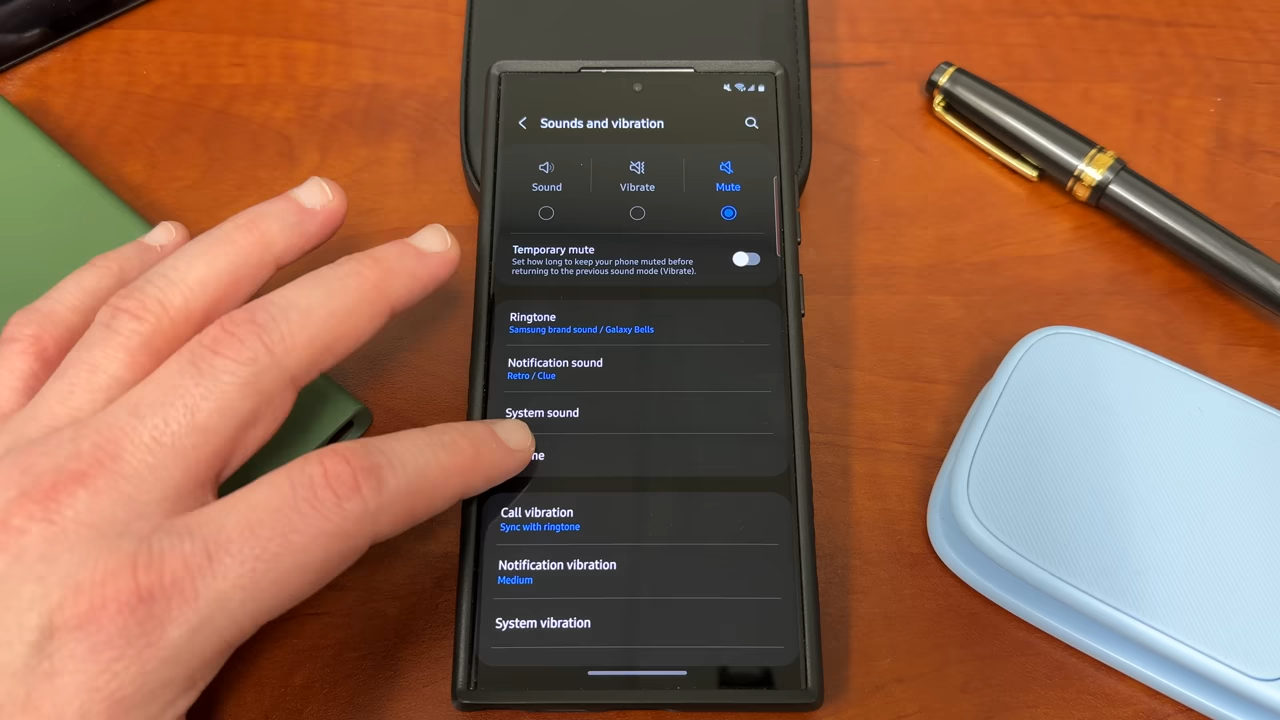 Sounds and vibration
Sound
Vibrate
Mute
Temporary mute
Set how long to keep your phone muted before
returning to the previous sound mode (Vibrate).
Ringtone
Samsung brand sound / Galaxy Bells
Notification sound
Retro / Clue
System sound
Call vibration
Sync with ringtone
Notification vibration
Medium
System vibration